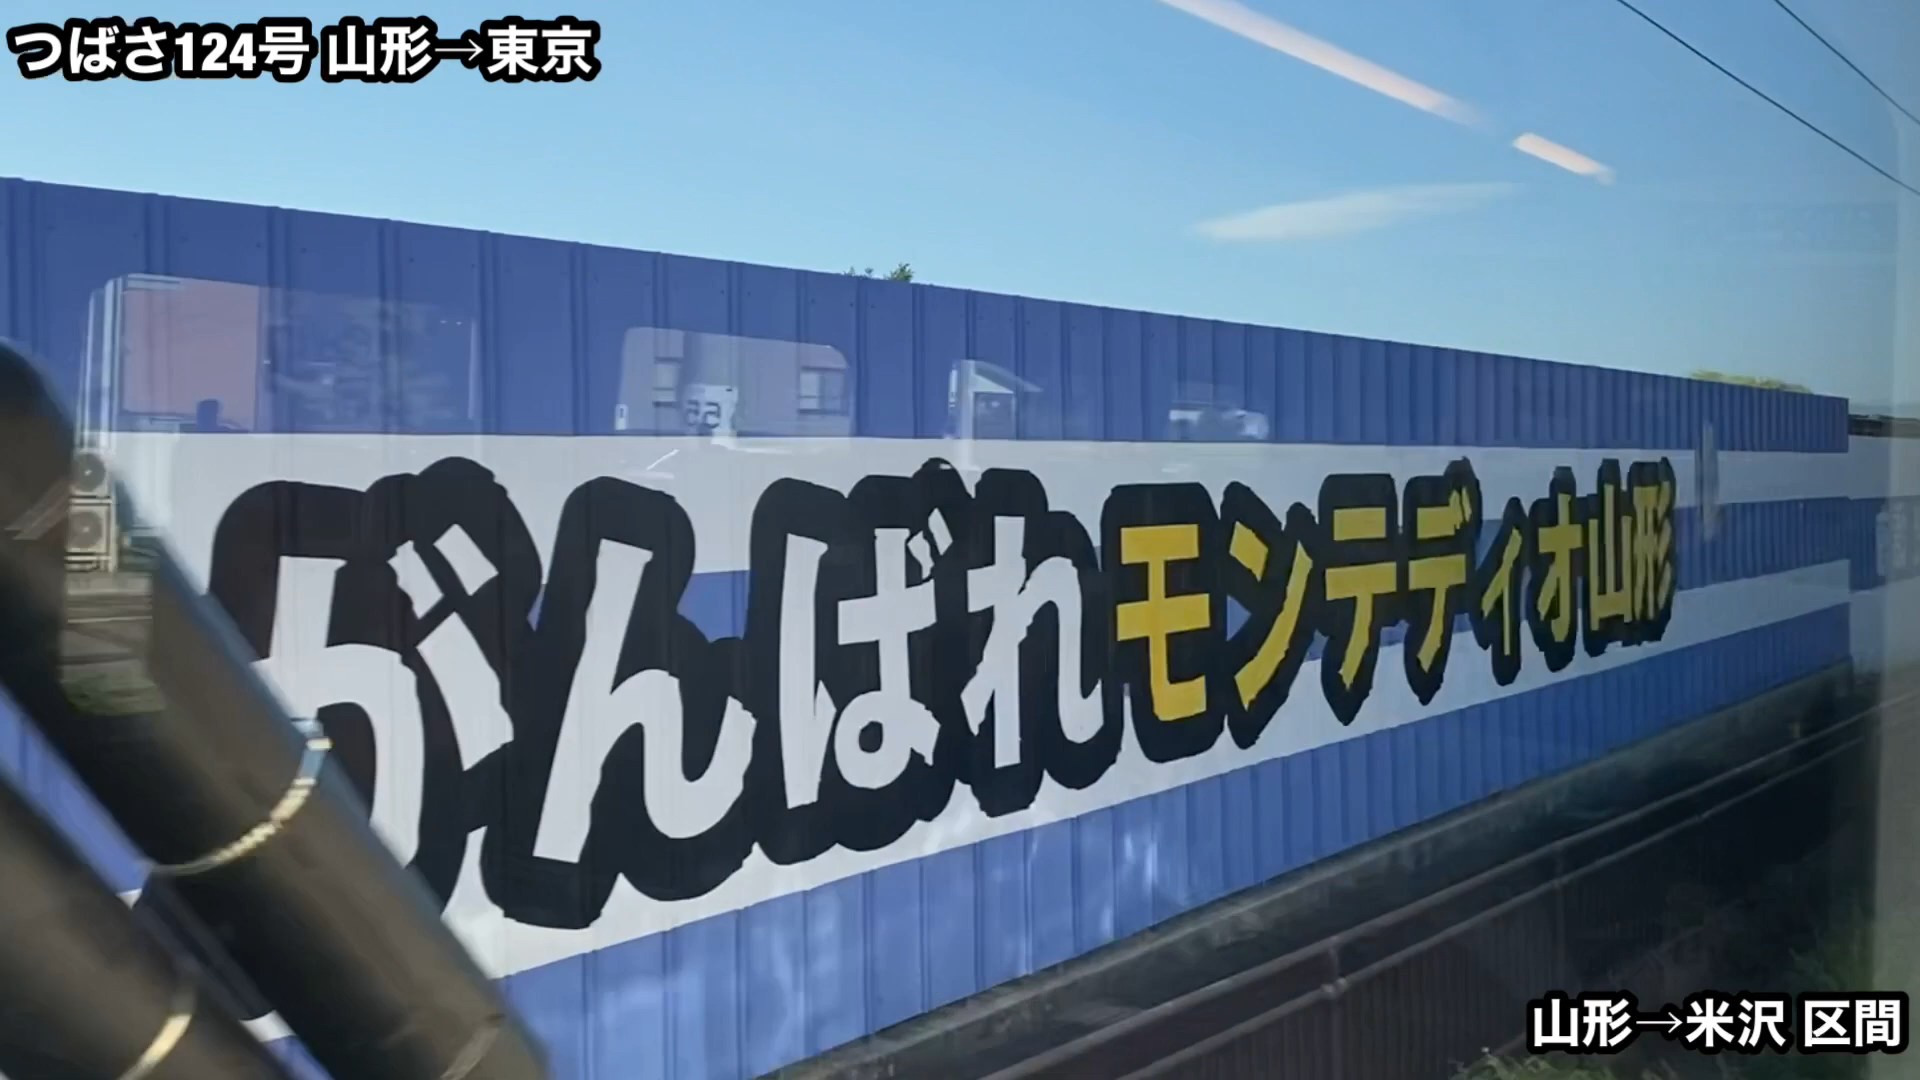 つばさ124号 山形→東京
がんばれモンテディオ山形
山形→米沢 区間